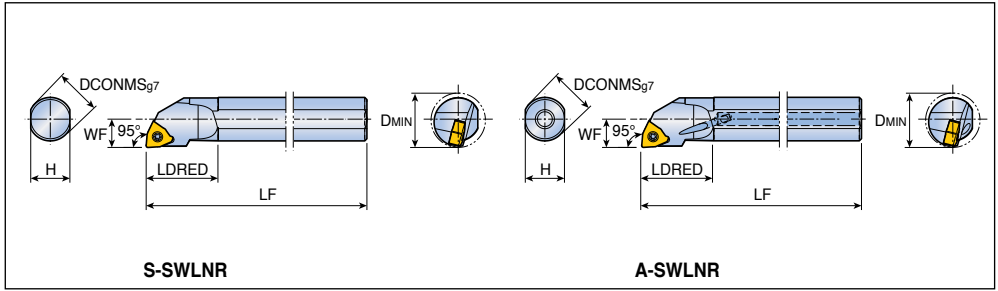 DCONMSg7
WF
95°
DMIN
H
LDRED
LF
S-SWLNR
DCONMSg7
WF
95°
DMIN
H
LDRED
LF
A-SWLNR